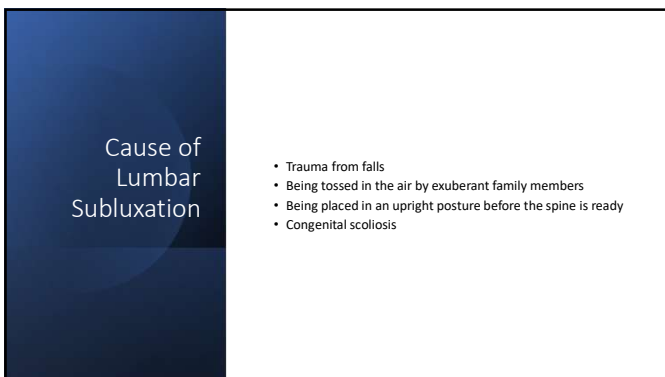 Cause of
Lumbar
Subluxation
• Trauma from falls
• Being tossed in the air by exuberant family members
• Being placed in an upright posture before the spine is ready
• Congenital scoliosis